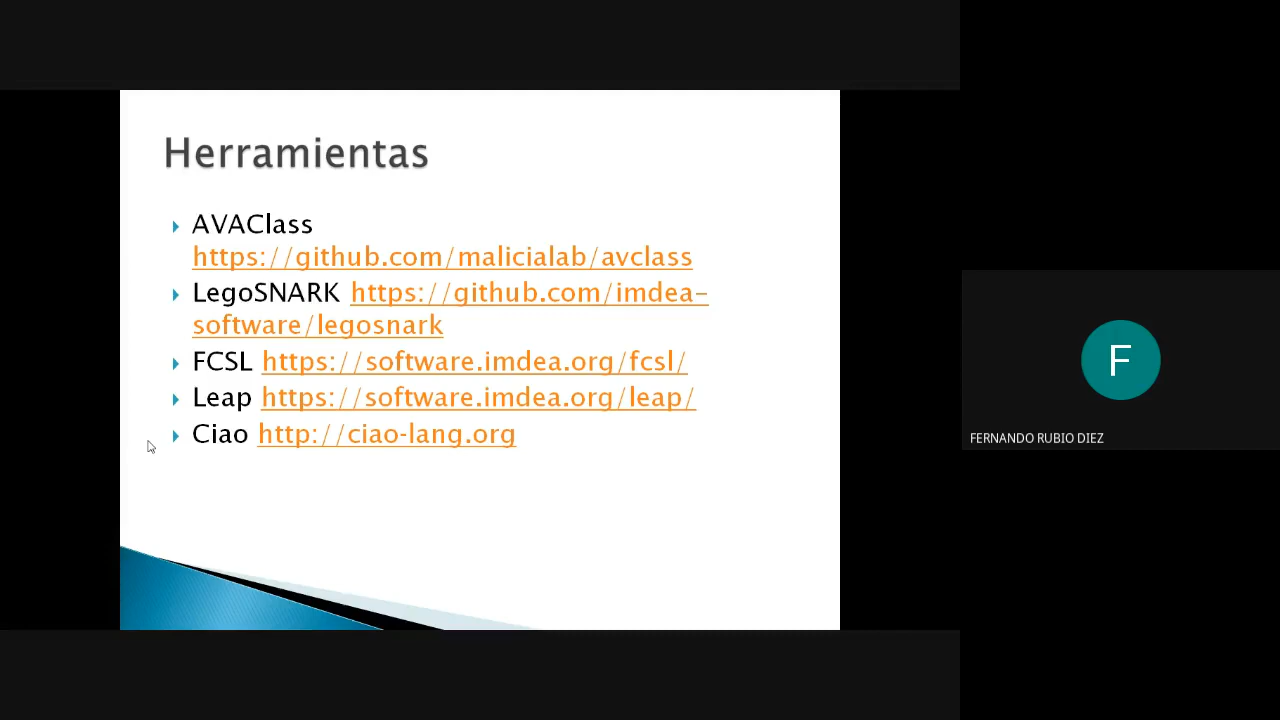 Herramientas
AVAClass
https://github.com/malicialab/avclass
LegoSNARK https://github.com/imdea-
software/legosnark
FCSL https://software.imdea.org/fcsl/
Leap https://software.imdea.org/leap/
Ciao http://ciao-lang.org
F
FERNANDO RUBIO DIEZ